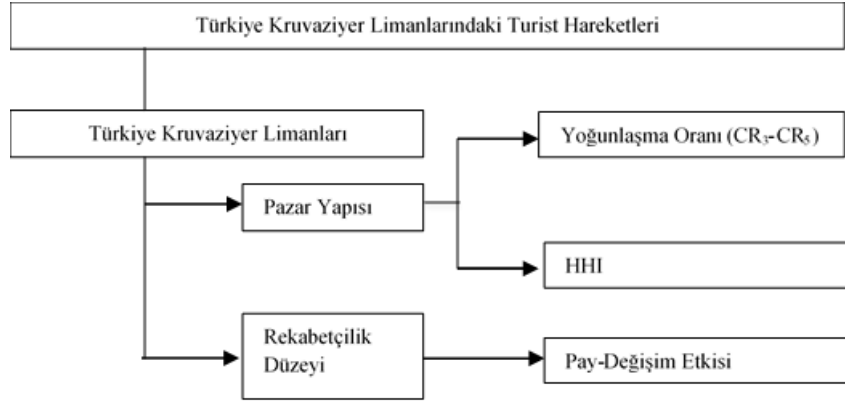 Türkiye Kruvaziyer Limanlarındaki Turist Hareketleri
Türkiye Kruvaziyer Limanları
Yoğunlaşma Oranı (CR₃-CR₅)
Pazar Yapısı
HHI
Rekabetçilik
Düzeyi
Pay-Değişim Etkisi